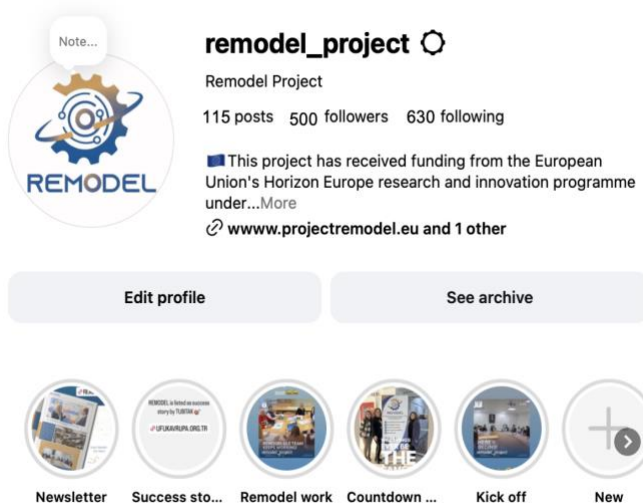 Note...
remodel_project
Remodel Project
115 posts 500 followers 630 following
REMODEL
This project has received funding from the European
Union's Horizon Europe research and innovation programme
under...More
wwww.projectremodel.eu and 1 other
Edit profile See archive
REMODEL is listed as success
story by TUBITAK
UFUKAVRUPA.ORG.TR
THE
Newsletter Success sto... Remodel work Countdown ... Kick off New